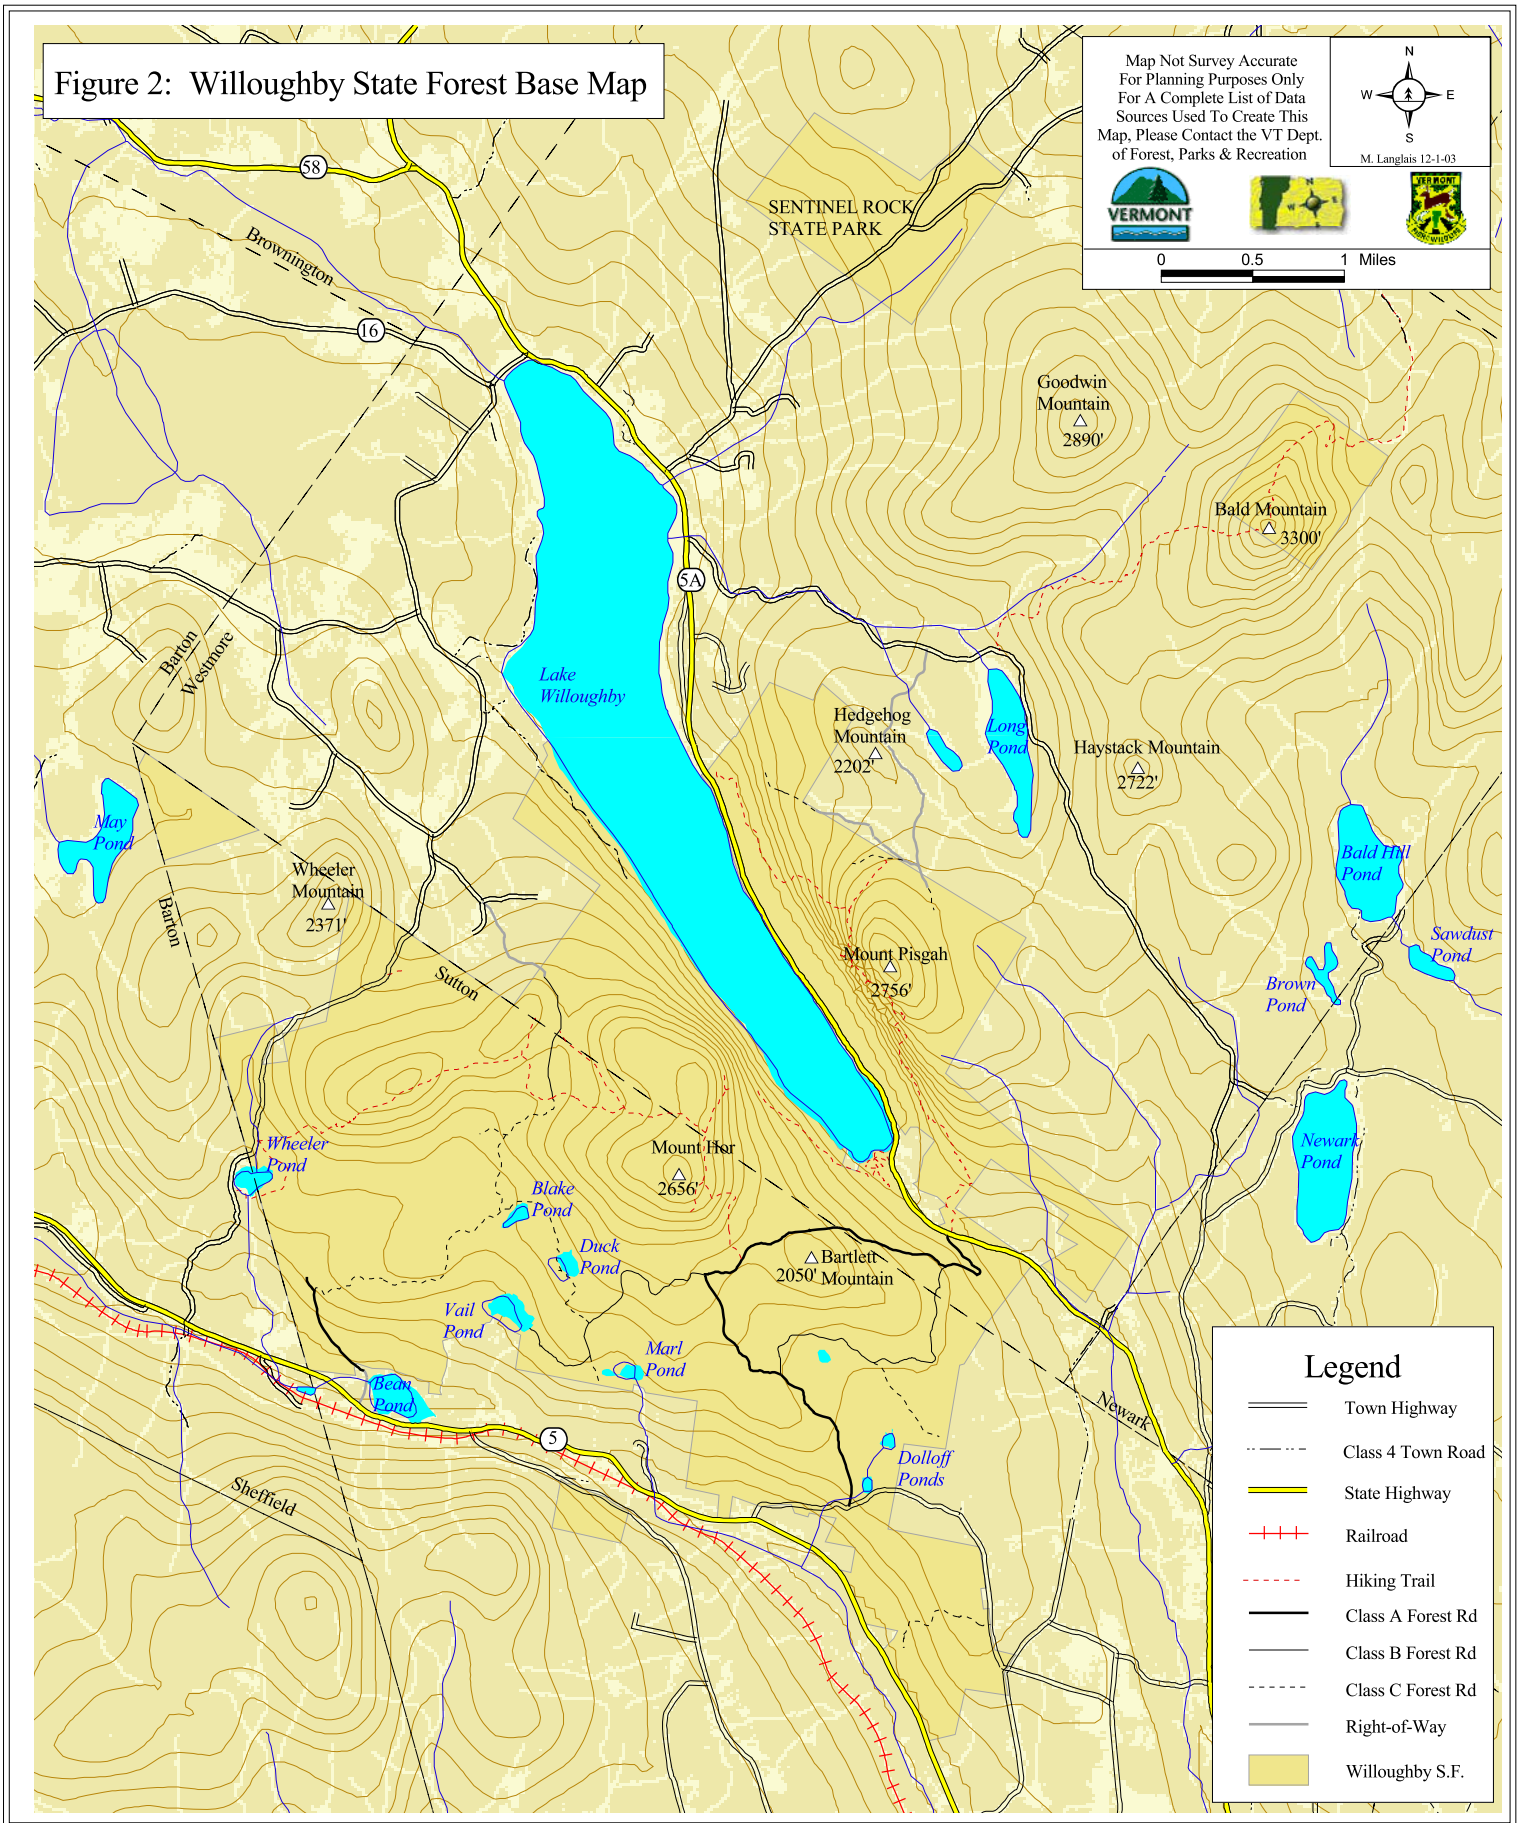 Figure 2: Willoughby State Forest Base Map
Map Not Survey Accurate
For Planning Purposes Only
For A Complete List of Data
Sources Used To Create This
Map, Please Contact the VT Dept.
of Forest, Parks & Recreation
N
W
E
S
M. Langlais 12-1-03
VERMONT
N
W
E
VERMONT
0
0.5
1
Miles
58
SENTINEL ROCK
STATE PARK
Brownington
16
Goodwin
Mountain
2890'
Bald Mountain
3300'
5A
Barton
Westmore
Lake
Willoughby
Hedgehog
Mountain
2202'
Long
Pond
Haystack Mountain
2722'
May
Pond
Bald Hill
Pond
Wheeler
Mountain
2371'
Barton
Sutton
Mount Pisgah
2756'
Sawdust
Pond
Brown
Pond
Wheeler
Pond
Mount Hor
2656'
Newark
Pond
Blake
Pond
Duck
Pond
Bartlett
Mountain
2050'
Vail
Pond
Marl
Pond
Bean
Pond
Newark
5
Dolloff
Ponds
Sheffield
Legend
Town Highway
Class 4 Town Road
State Highway
Railroad
Hiking Trail
Class A Forest Rd
Class B Forest Rd
Class C Forest Rd
Right-of-Way
Willoughby S.F.